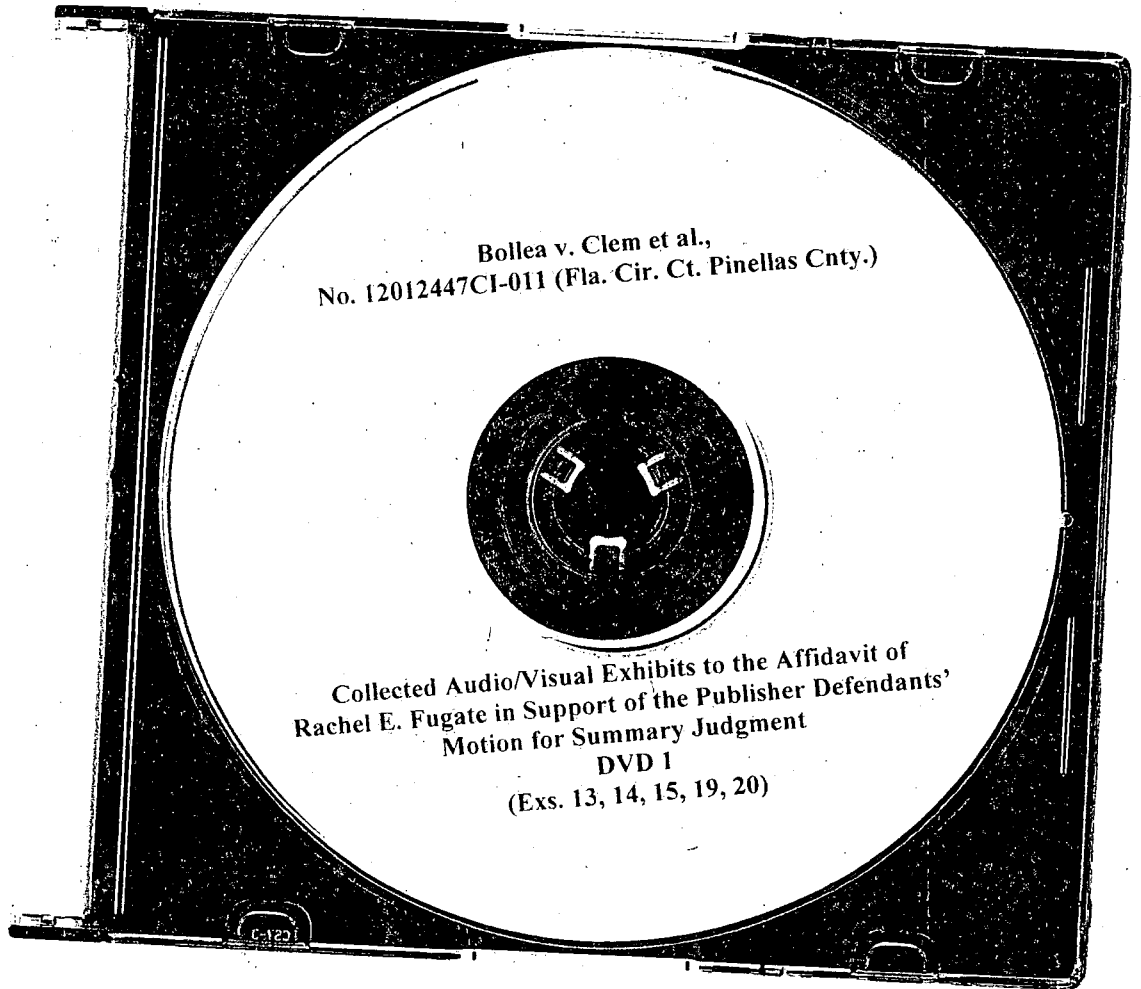 Bollea v. Clem et al.,
No. 12012447CI-011 (Fla. Cir. Ct. Pinellas Cnty.)
Collected Audio/Visual Exhibits to the Affidavit of
Rachel E. Fugate in Support of the Publisher Defendants'
Motion for Summary Judgment
DVD 1
(Exs. 13, 14, 15, 19, 20)